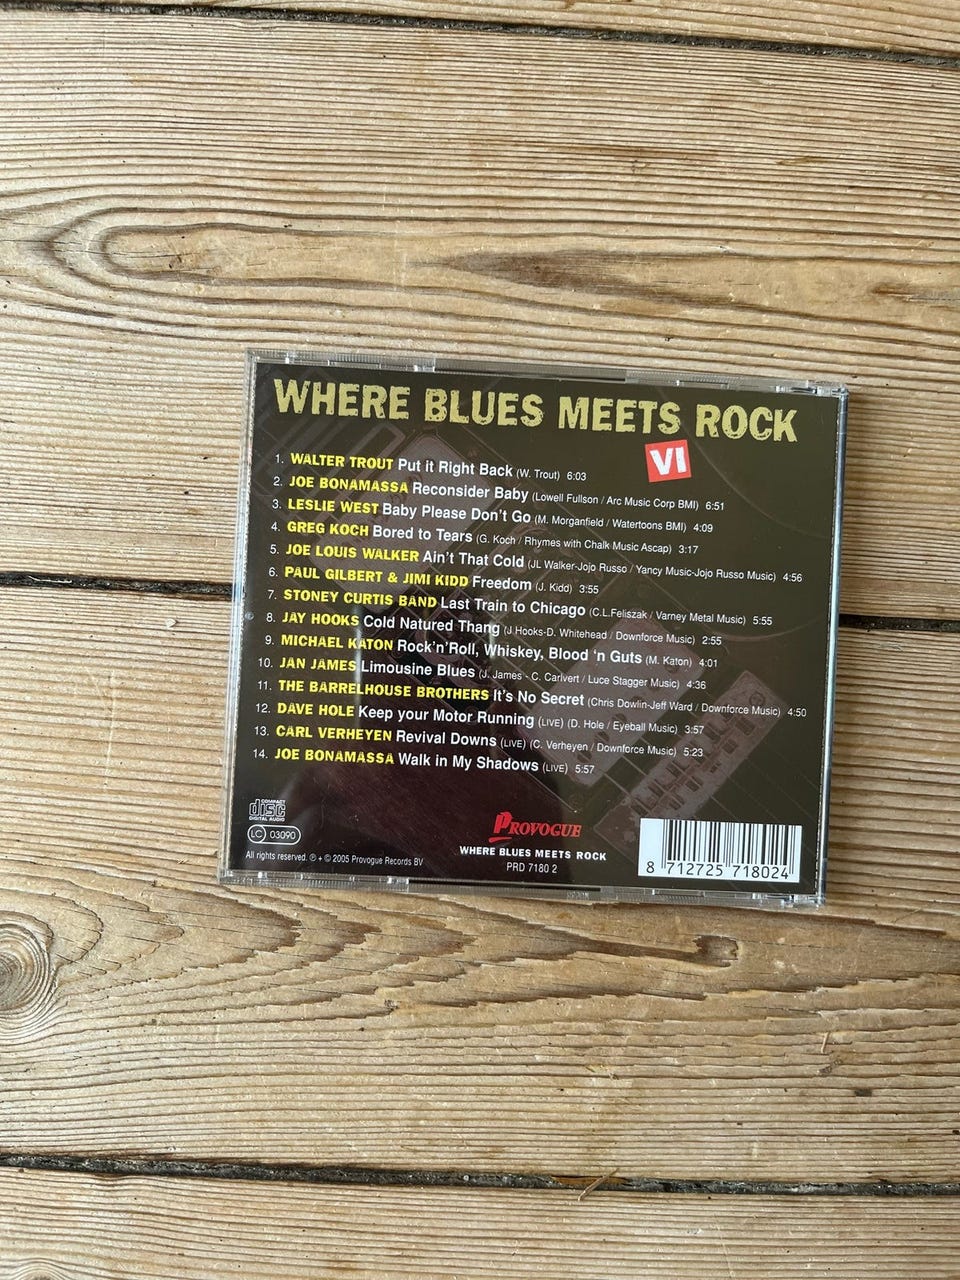 WHERE BLUES MEETS ROCK
VI
1. WALTER TROUT Put it Right Back (W. Trout) 6:03
2. JOE BONAMASSA Reconsider Baby (Lowell Fullson / Arc Music Corp BMI) 6:51
3. LESLIE WEST Baby Please Don't Go (M. Morganfield / Watertoons BMI) 4:09
4. GREG KOCH Bored to Tears (G. Koch / Rhymes with Chalk Music Ascap) 3:17
5. JOE LOUIS WALKER Ain't That Cold (JL Walker-Jojo Russo / Yancy Music-Jojo Russo Music) 4:56
6. PAUL GILBERT & JIMI KIDD Freedom (J. Kidd) 3:55
7. STONEY CURTIS BAND Last Train to Chicago (C.L.Feliszak / Varney Metal Music) 5:55
8. JAY HOOKS Cold Natured Thang (J.Hooks-D. Whitehead / Downforce Music) 2:55
9. MICHAEL KATON Rock'n'Roll, Whiskey, Blood 'n Guts (M. Katon) 4:01
10. JAN JAMES Limousine Blues (J. James - C. Carlvert / Luce Stagger Music) 4:36
11. THE BARRELHOUSE BROTHERS It's No Secret (Chris Dowlin-Jeff Ward / Downforce Music) 4:50
12. DAVE HOLE Keep your Motor Running (LIVE) (D. Hole / Eyeball Music) 3:57
13. CARL VERHEYEN Revival Downs (LIVE) (C. Verheyen / Downforce Music) 5:23
14. JOE BONAMASSA Walk in My Shadows (LIVE) 5:57
COMPACT
disc
DIGITAL AUDIO
LC 03090
All rights reserved. ℗ + © 2005 Provogue Records BV
PROVOGUE
WHERE BLUES MEETS ROCK
PRD 7180 2
8 712725 718024